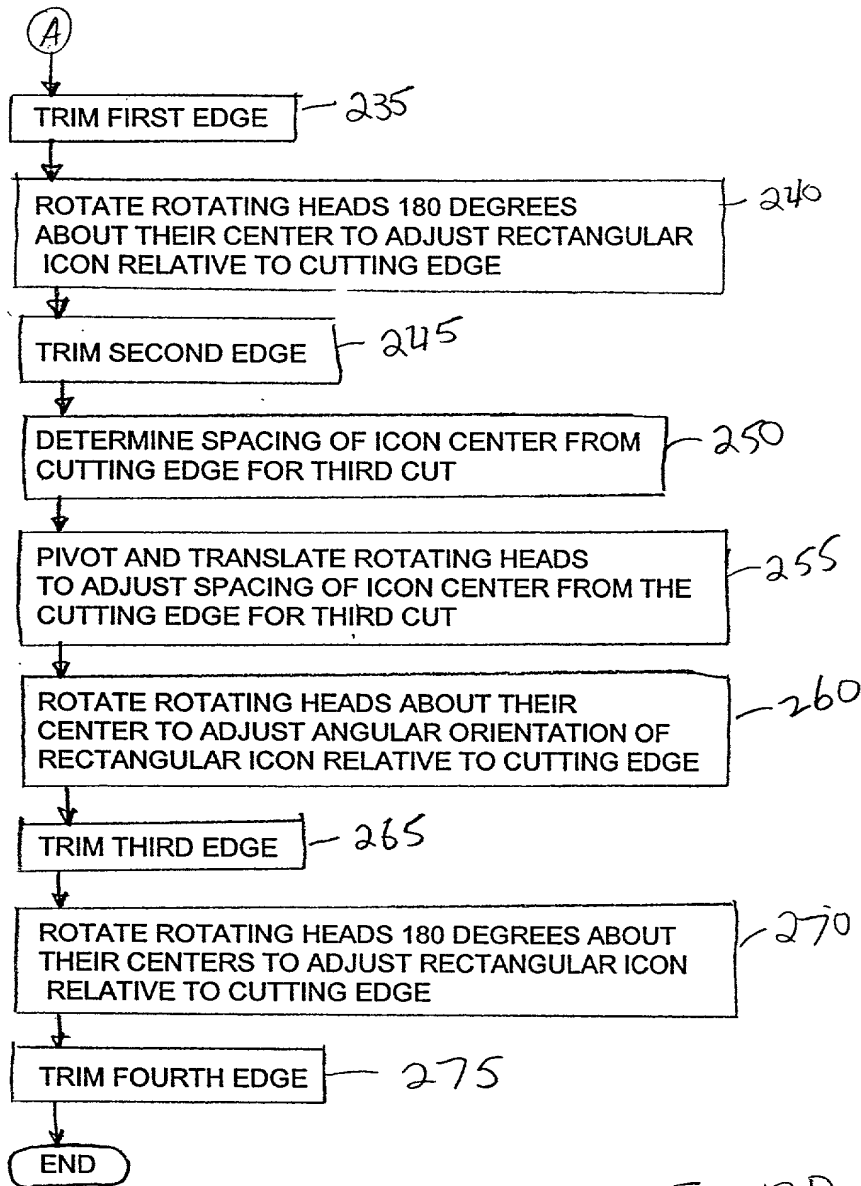 A
TRIM FIRST EDGE 235
ROTATE ROTATING HEADS 180 DEGREES 240
ABOUT THEIR CENTER TO ADJUST RECTANGULAR
ICON RELATIVE TO CUTTING EDGE
TRIM SECOND EDGE 245
DETERMINE SPACING OF ICON CENTER FROM 250
CUTTING EDGE FOR THIRD CUT
PIVOT AND TRANSLATE ROTATING HEADS 255
TO ADJUST SPACING OF ICON CENTER FROM THE
CUTTING EDGE FOR THIRD CUT
ROTATE ROTATING HEADS ABOUT THEIR 260
CENTER TO ADJUST ANGULAR ORIENTATION OF
RECTANGULAR ICON RELATIVE TO CUTTING EDGE
TRIM THIRD EDGE 265
ROTATE ROTATING HEADS 180 DEGREES ABOUT 270
THEIR CENTERS TO ADJUST RECTANGULAR ICON
RELATIVE TO CUTTING EDGE
TRIM FOURTH EDGE 275
END